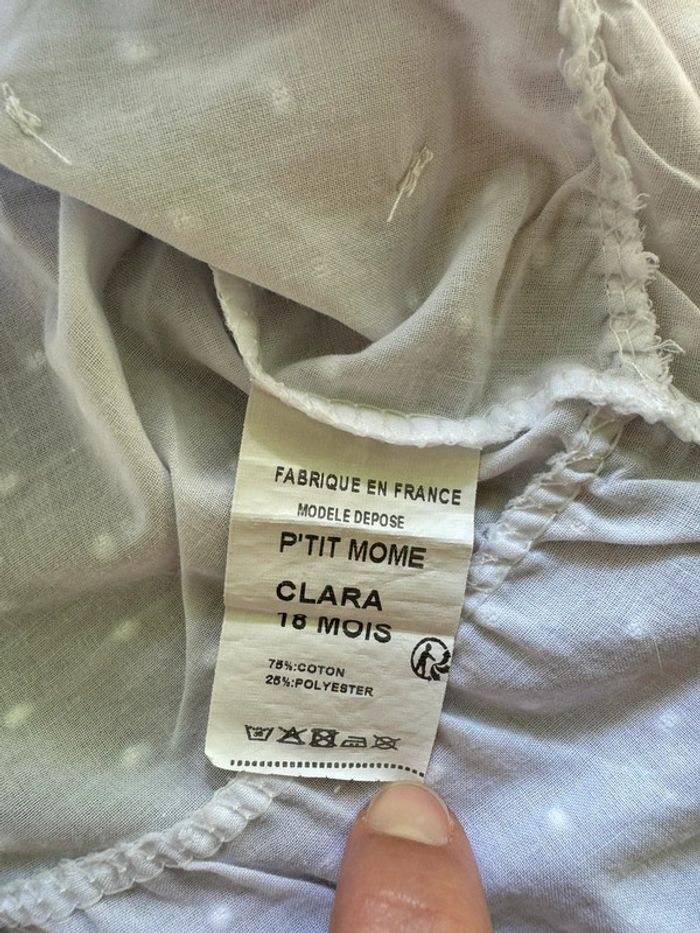 FABRIQUE EN FRANCE
MODELE DEPOSE
P'TIT MOME
CLARA
18 MOIS
75%:COTON
25%:POLYESTER